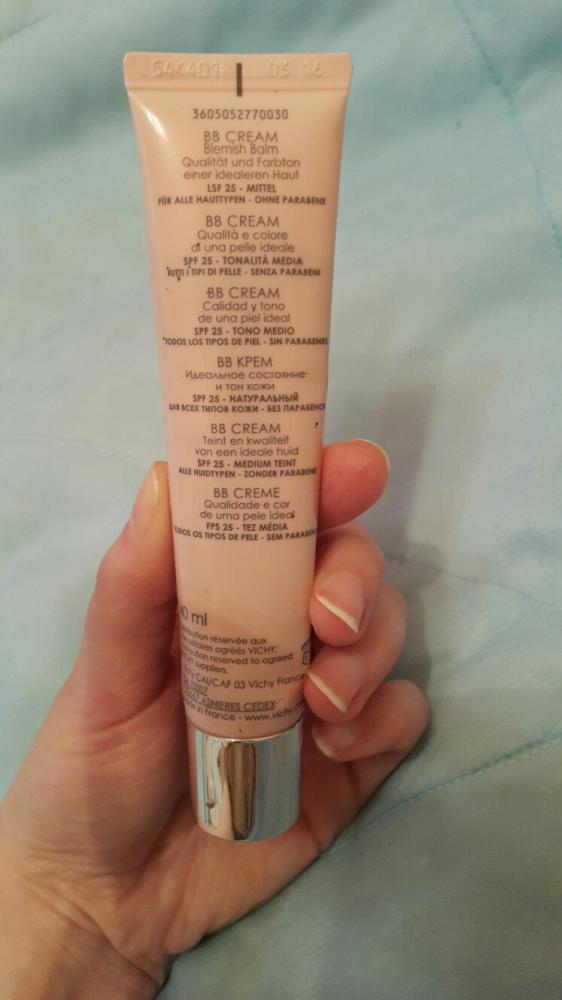 54K401 03 16
3605052770030
BB CREAM
Blemish Balm
Qualität und Farbton
einer idealeren Haut
LSF 25 - MITTEL
FÜR ALLE HAUTTYPEN - OHNE PARABENE
BB CREAM
Qualità e colore
di una pelle ideale
SPF 25 - TONALITÀ MEDIA
TUTTI I TIPI DI PELLE - SENZA PARABENI
BB CREAM
Calidad y tono
de una piel ideal
SPF 25 - TONO MEDIO
TODOS LOS TIPOS DE PIEL - SIN PARABENES
BB КРЕМ
Идеальное состояние
и тон кожи
SPF 25 - НАТУРАЛЬНЫЙ
ДЛЯ ВСЕХ ТИПОВ КОЖИ - БЕЗ ПАРАБЕНОВ
BB CREAM
Teint en kwaliteit
van een ideale huid
SPF 25 - MEDIUM TEINT
ALLE HUIDTYPEN - ZONDER PARABENE
BB CREME
Qualidade e cor
de uma pele ideal
FPS 25 - TEZ MÉDIA
TODOS OS TIPOS DE PELE - SEM PARABEN
40 ml
réservée aux
agréés VICHY.
reserved to agreed
suppliers.
CAI/CAF 03 Vichy France
ASNIERES CEDEX
in France - www.vichy.